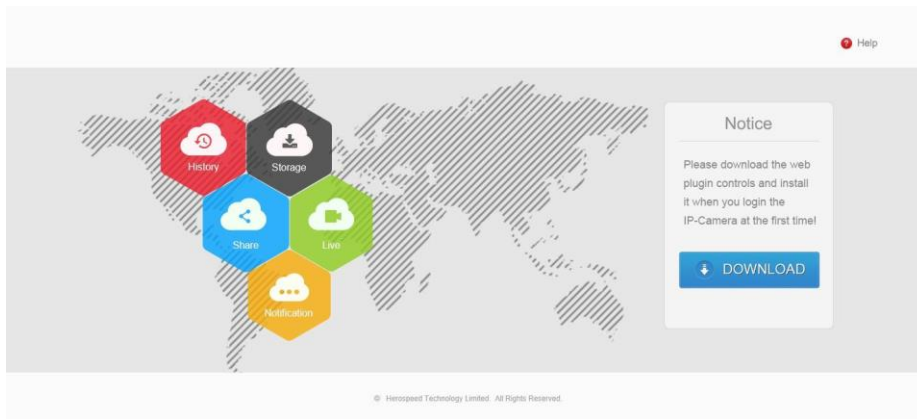 Help
History
Storage
Share
Live
Notification
Notice
Please download the web
plugin controls and install
it when you login the
IP-Camera at the first time!
DOWNLOAD
© Herospeed Technology Limited. All Rights Reserved.